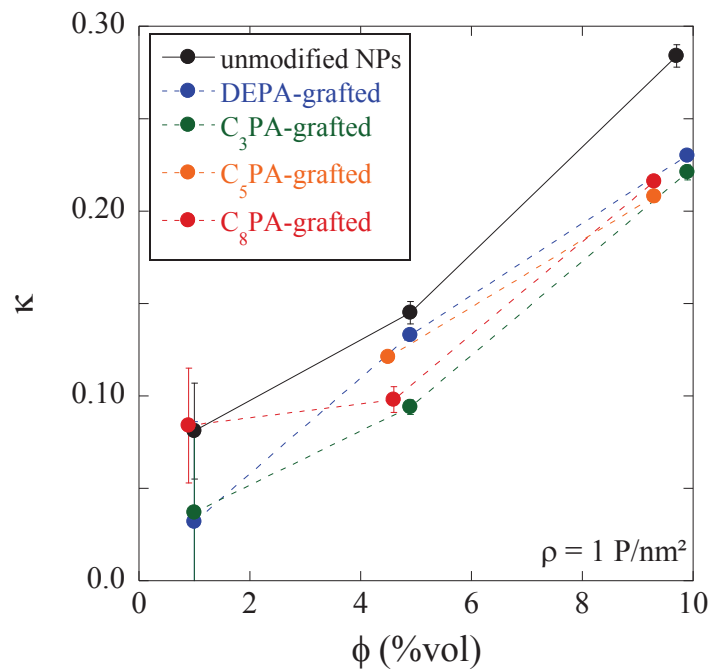 0.30
0.20
0.10
0.0
κ
unmodified NPs
DEPA-grafted
C₃PA-grafted
C₅PA-grafted
C₈PA-grafted
ρ = 1 P/nm²
0 2 4 6 8 10
ϕ (%vol)